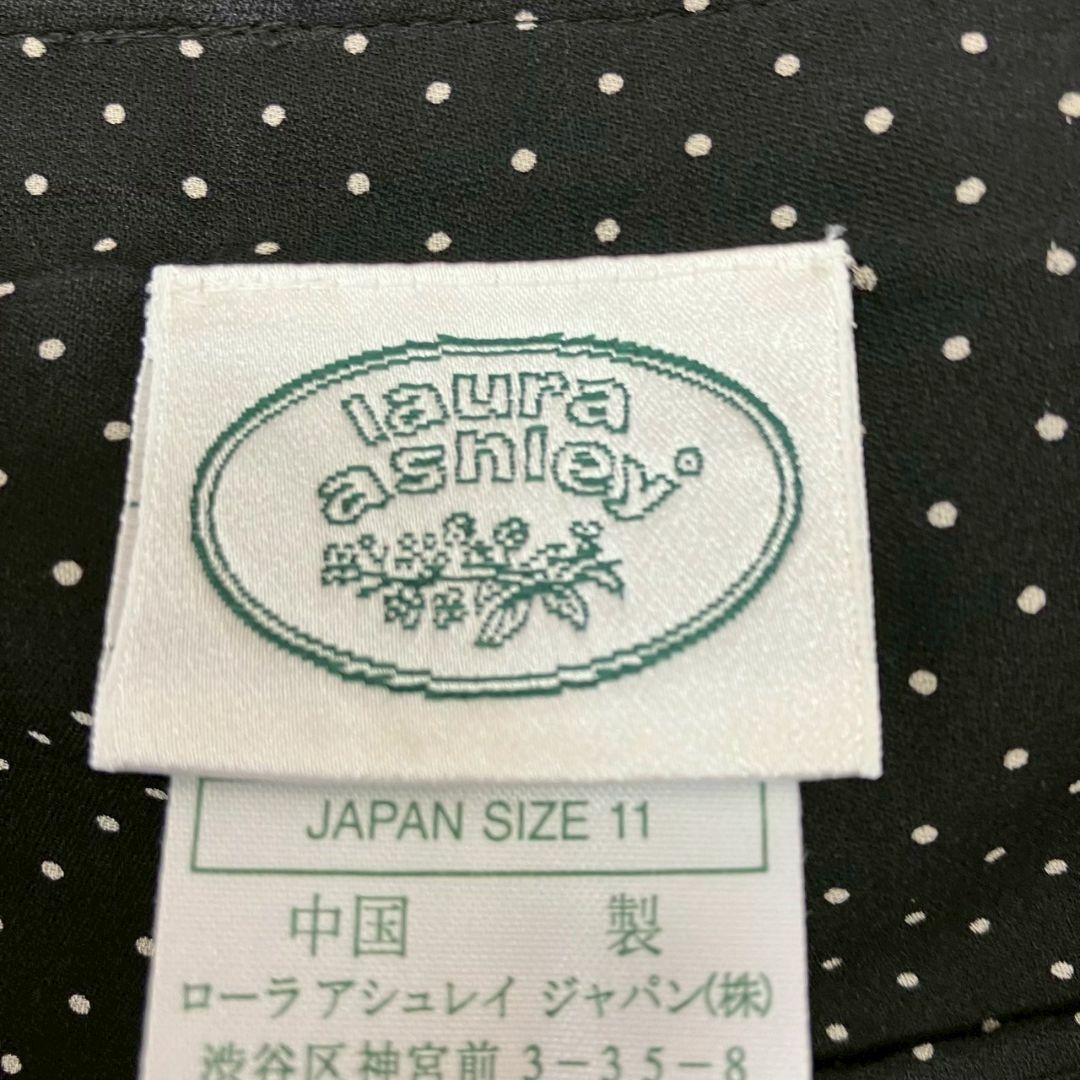 laura
ashley
JAPAN SIZE 11
中国 製
ローラ アシュレイ ジャパン(株)
渋谷区神宮前 3-35-8